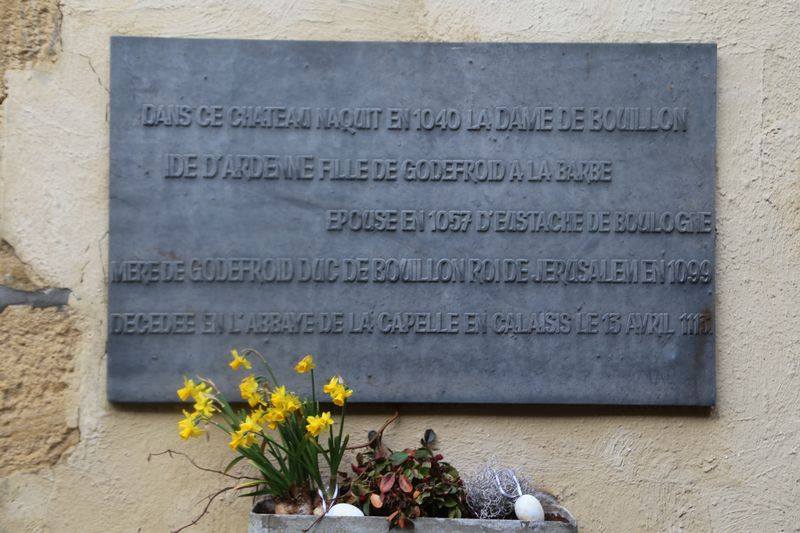 DANS CE CHATEAU NAQUIT EN 1040 LA DAME DE BOUILLON
IDE D'ARDENNE FILLE DE GODEFROID A LA BARBE
EPOUSE EN 1057 D'EUSTACHE DE BOULOGNE
MERE DE GODEFROID DUC DE BOUILLON ROI DE JERUSALEM EN 1099
DECEDEE EN L'ABBAYE DE LA CAPELLE EN CALAISIS LE 13 AVRIL